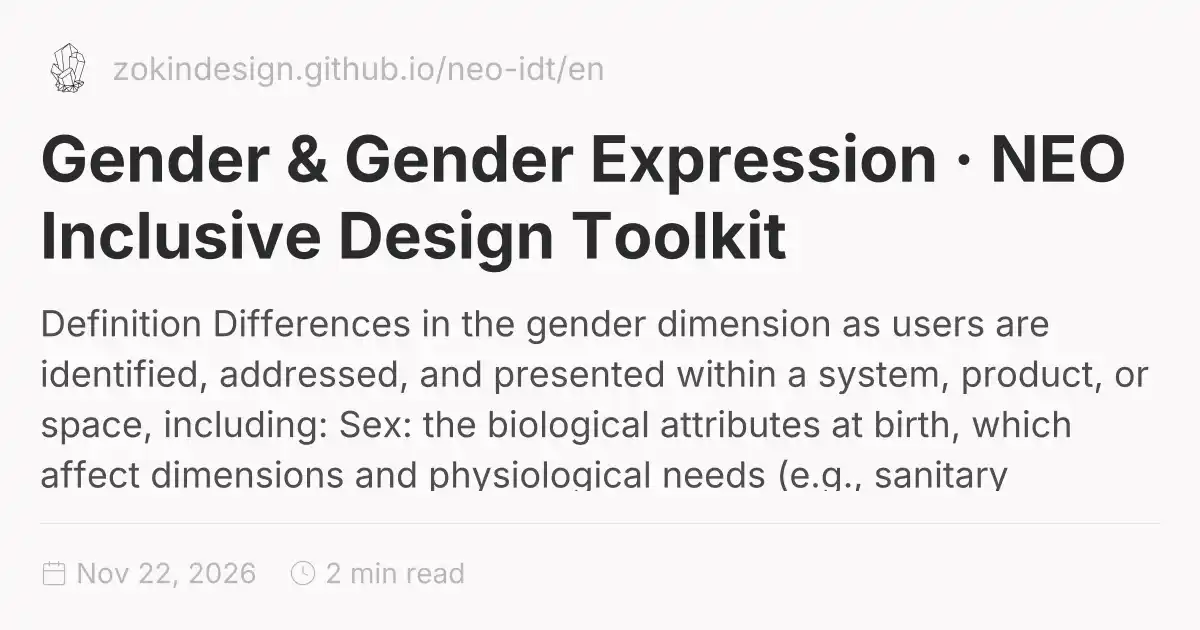 zokindesign.github.io/neo-idt/en
Gender & Gender Expression · NEO
Inclusive Design Toolkit
Definition Differences in the gender dimension as users are
identified, addressed, and presented within a system, product, or
space, including: Sex: the biological attributes at birth, which
affect dimensions and physiological needs (e.g., sanitary
Nov 22, 2026 2 min read